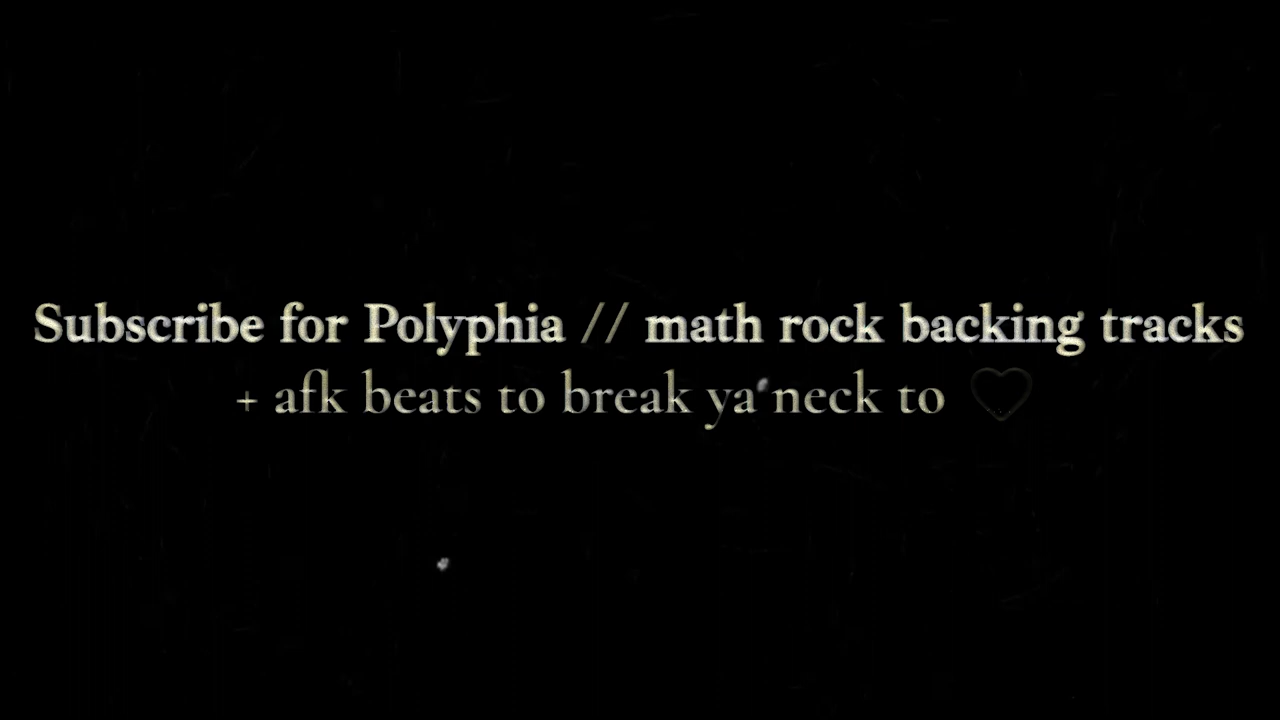 Subscribe for Polyphia // math rock backing tracks
+ afk beats to break ya neck to ♡